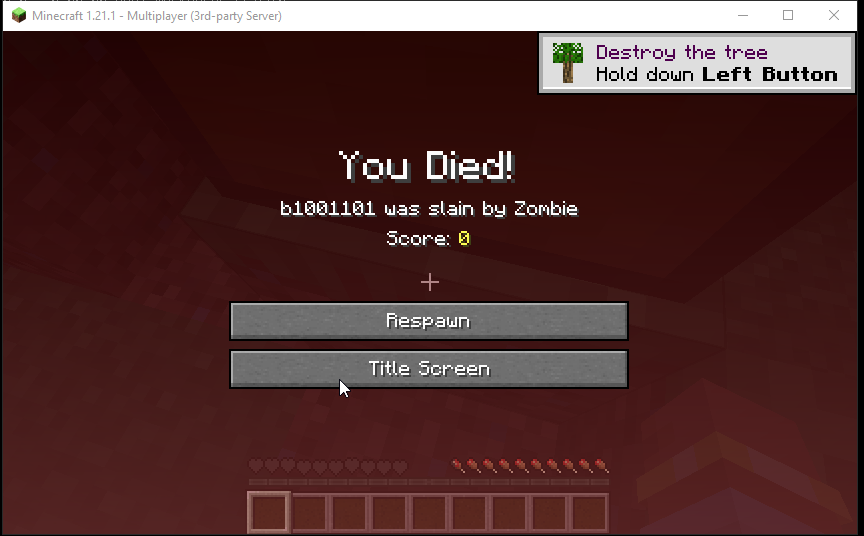 Minecraft 1.21.1 - Multiplayer (3rd-party Server)
Destroy the tree
Hold down Left Button
You Died!
b1001101 was slain by Zombie
Score: 0
Respawn
Title Screen